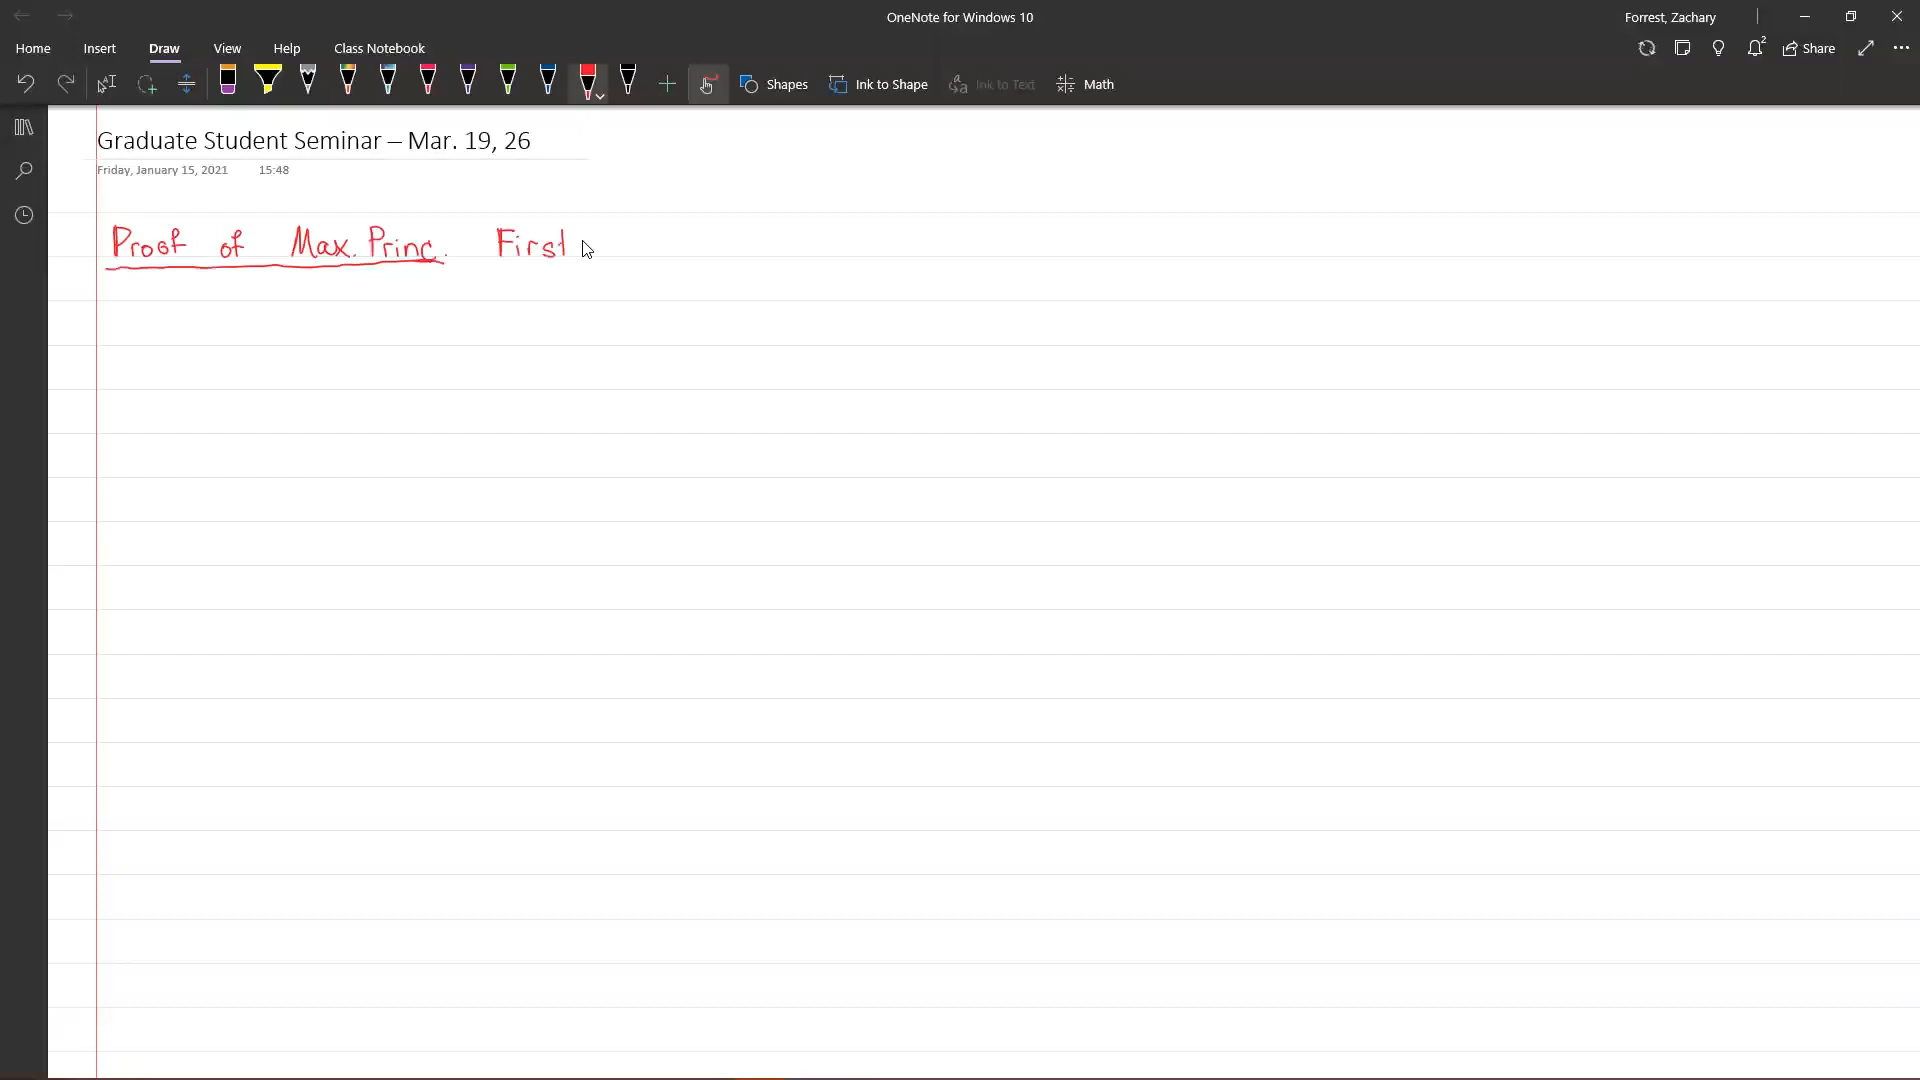 OneNote for Windows 10
Forrest, Zachary
Home Insert Draw View Help Class Notebook
2 Share
Shapes Ink to Shape Ink to Text Math
Graduate Student Seminar – Mar. 19, 26
Friday, January 15, 2021 15:48
Proof of Max. Princ. First